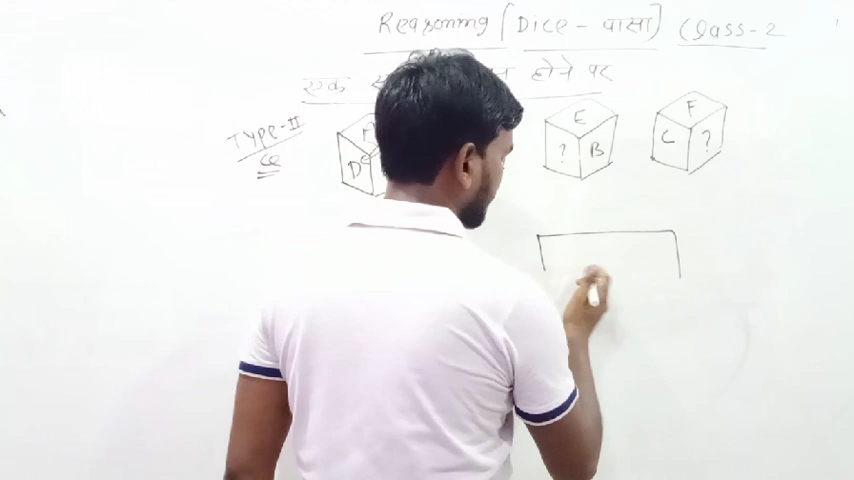 Reasoning [Dice - पासा] Class-2
एक होने पर
Type-II
D
E
?
B
F
C
?